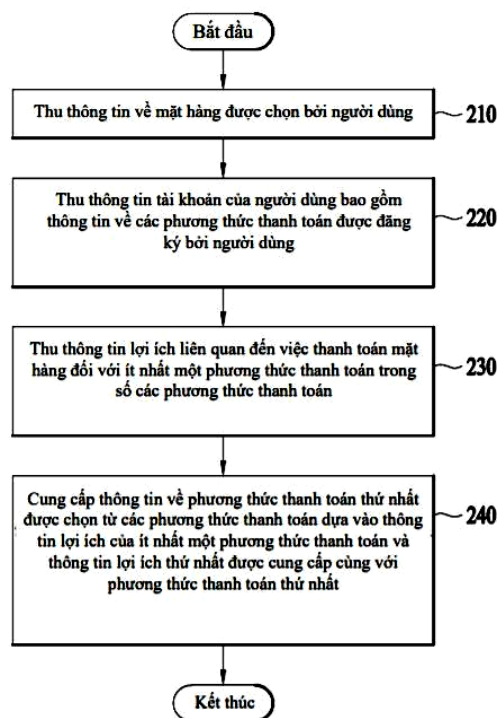 Bắt đầu
Thu thông tin về mặt hàng được chọn bởi người dùng
210
Thu thông tin tài khoản của người dùng bao gồm
thông tin về các phương thức thanh toán được đăng
ký bởi người dùng
220
Thu thông tin lợi ích liên quan đến việc thanh toán mặt
hàng đối với ít nhất một phương thức thanh toán trong
số các phương thức thanh toán
230
Cung cấp thông tin về phương thức thanh toán thứ nhất
được chọn từ các phương thức thanh toán dựa vào thông
tin lợi ích của ít nhất một phương thức thanh toán và
thông tin lợi ích thứ nhất được cung cấp cùng với
phương thức thanh toán thứ nhất
240
Kết thúc